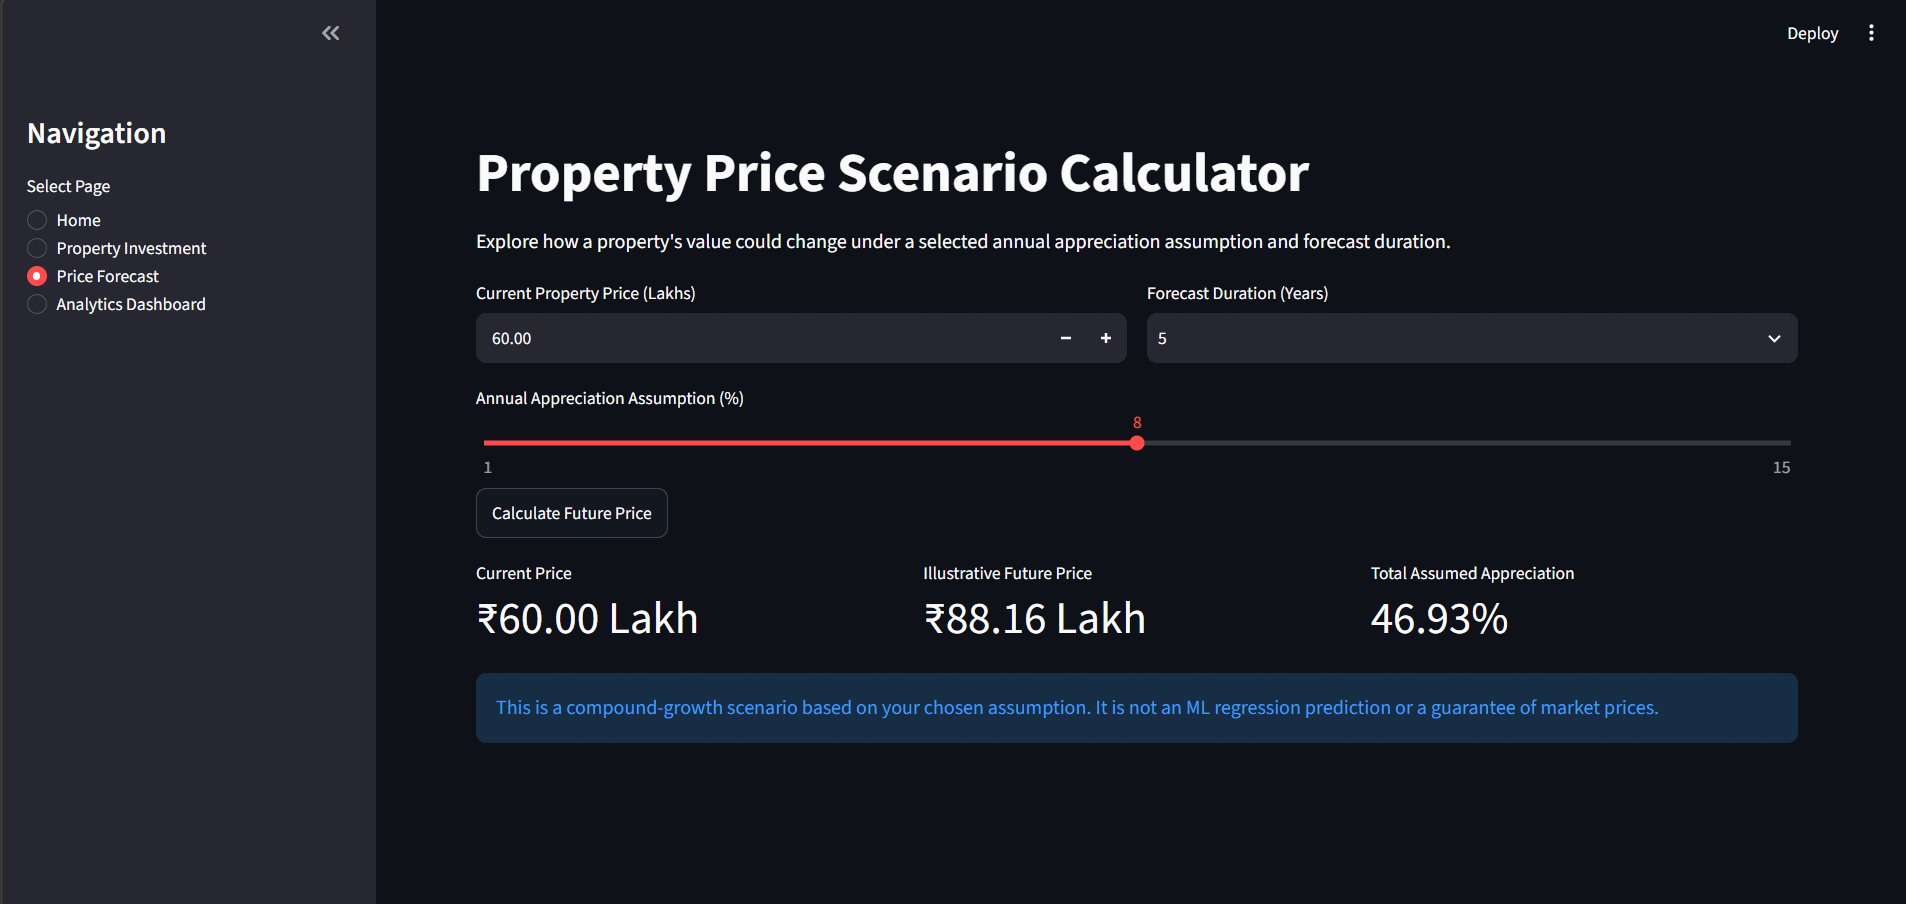 Deploy
Navigation
Select Page
Home
Property Investment
Price Forecast
Analytics Dashboard
Property Price Scenario Calculator
Explore how a property's value could change under a selected annual appreciation assumption and forecast duration.
Current Property Price (Lakhs)
Forecast Duration (Years)
60.00
5
Annual Appreciation Assumption (%)
8
1
15
Calculate Future Price
Current Price
Illustrative Future Price
Total Assumed Appreciation
₹60.00 Lakh
₹88.16 Lakh
46.93%
This is a compound-growth scenario based on your chosen assumption. It is not an ML regression prediction or a guarantee of market prices.